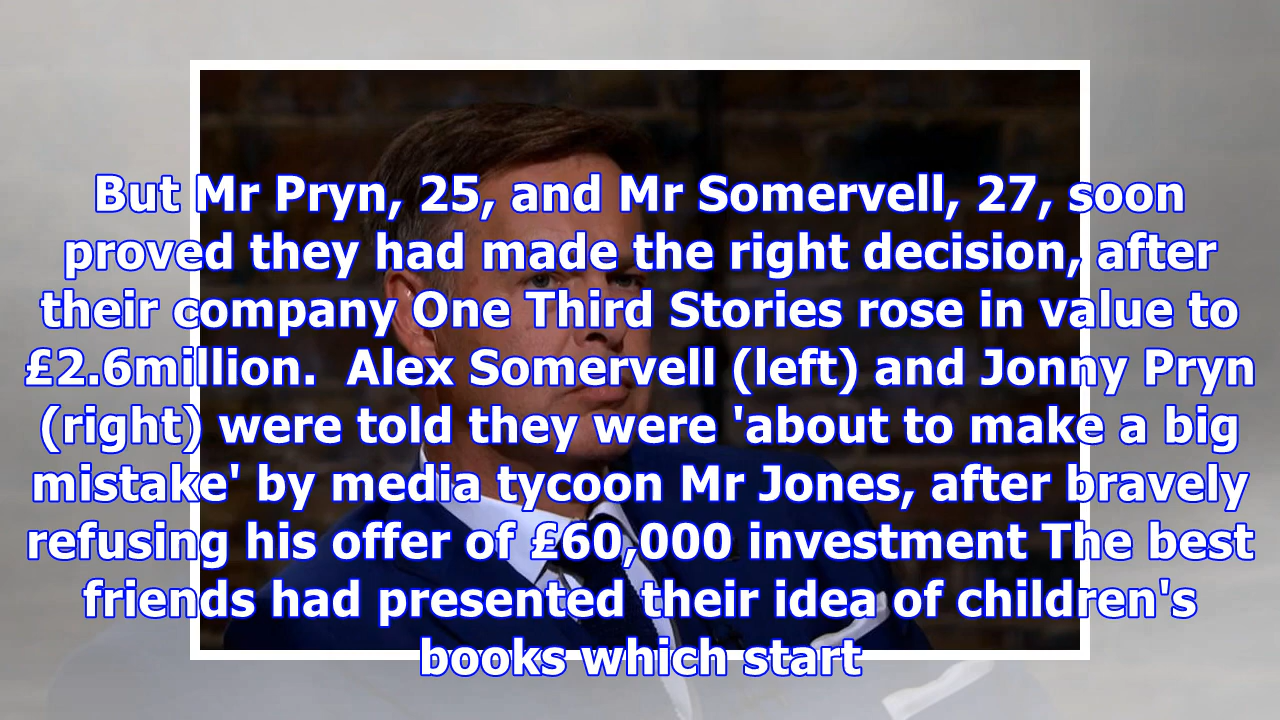 But Mr Pryn, 25, and Mr Somervell, 27, soon
proved they had made the right decision, after
their company One Third Stories rose in value to
£2.6million.  Alex Somervell (left) and Jonny Pryn
(right) were told they were 'about to make a big
mistake' by media tycoon Mr Jones, after bravely
refusing his offer of £60,000 investment The best
friends had presented their idea of children's
books which start